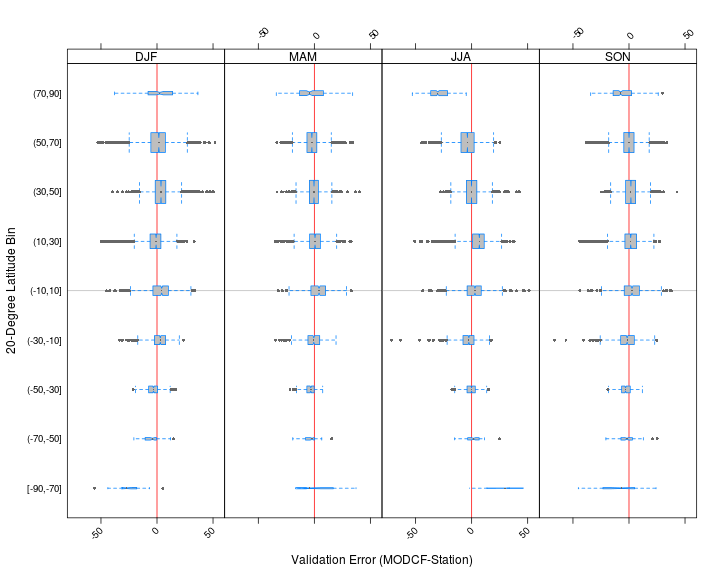 -50 0 50 -50 0 50
DJF MAM JJA SON
(70,90]
(50,70]
(30,50]
(10,30]
(-10,10]
(-30,-10]
(-50,-30]
(-70,-50]
[-90,-70]
20-Degree Latitude Bin
-50 0 50 -50 0 50
Validation Error (MODCF-Station)